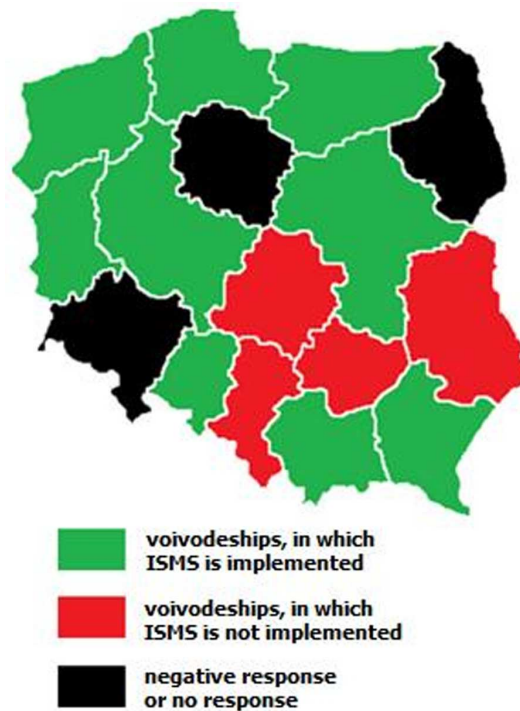 voivodeships, in which
ISMS is implemented
voivodeships, in which
ISMS is not implemented
negative response
or no response